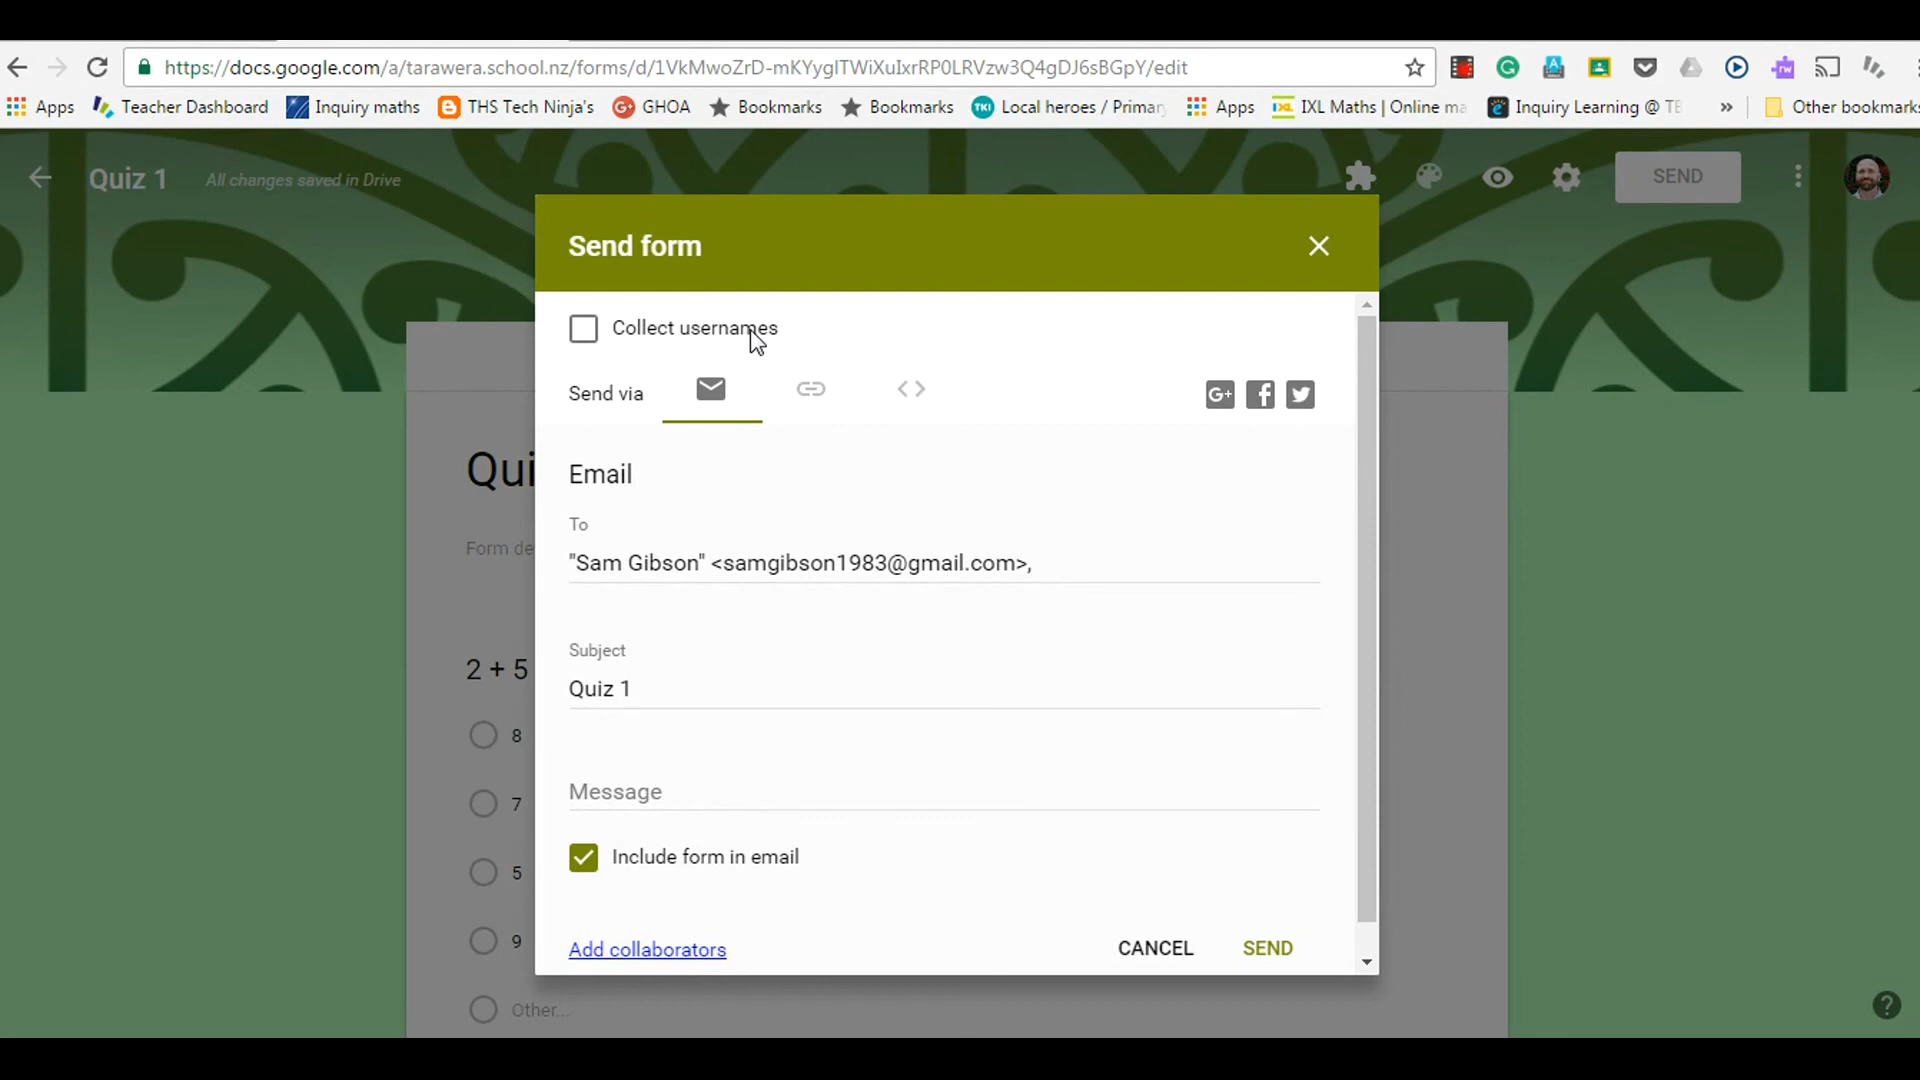 https://docs.google.com/a/tarawera.school.nz/forms/d/1VkMwoZrD-mKYyglTWiXuIxrRP0LRVzw3Q4gDJ6sBGpY/edit
Apps Teacher Dashboard Inquiry maths THS Tech Ninja's GHOA Bookmarks Bookmarks Local heroes / Primar Apps IXL Maths | Online ma Inquiry Learning @ TE » Other bookmarks
Quiz 1 All changes saved in Drive SEND
Send form
Collect usernames
Send via
Qui
Email
Form de
To
"Sam Gibson" <samgibson1983@gmail.com>,
Subject
2 + 5
Quiz 1
8
Message
7
Include form in email
5
9
Add collaborators CANCEL SEND
Other...